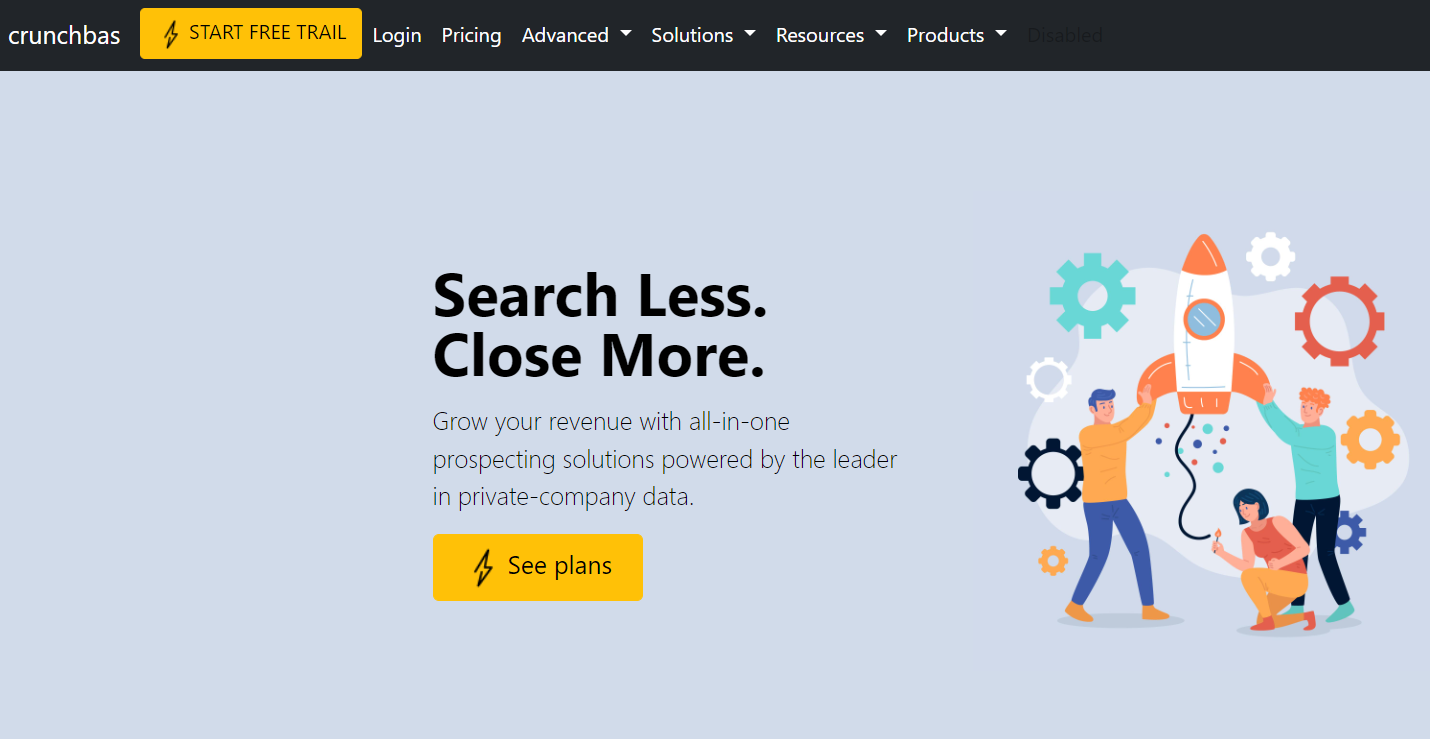 crunchbas START FREE TRAIL Login Pricing Advanced Solutions Resources Products Disabled
Search Less.
Close More.
Grow your revenue with all-in-one
prospecting solutions powered by the leader
in private-company data.
See plans